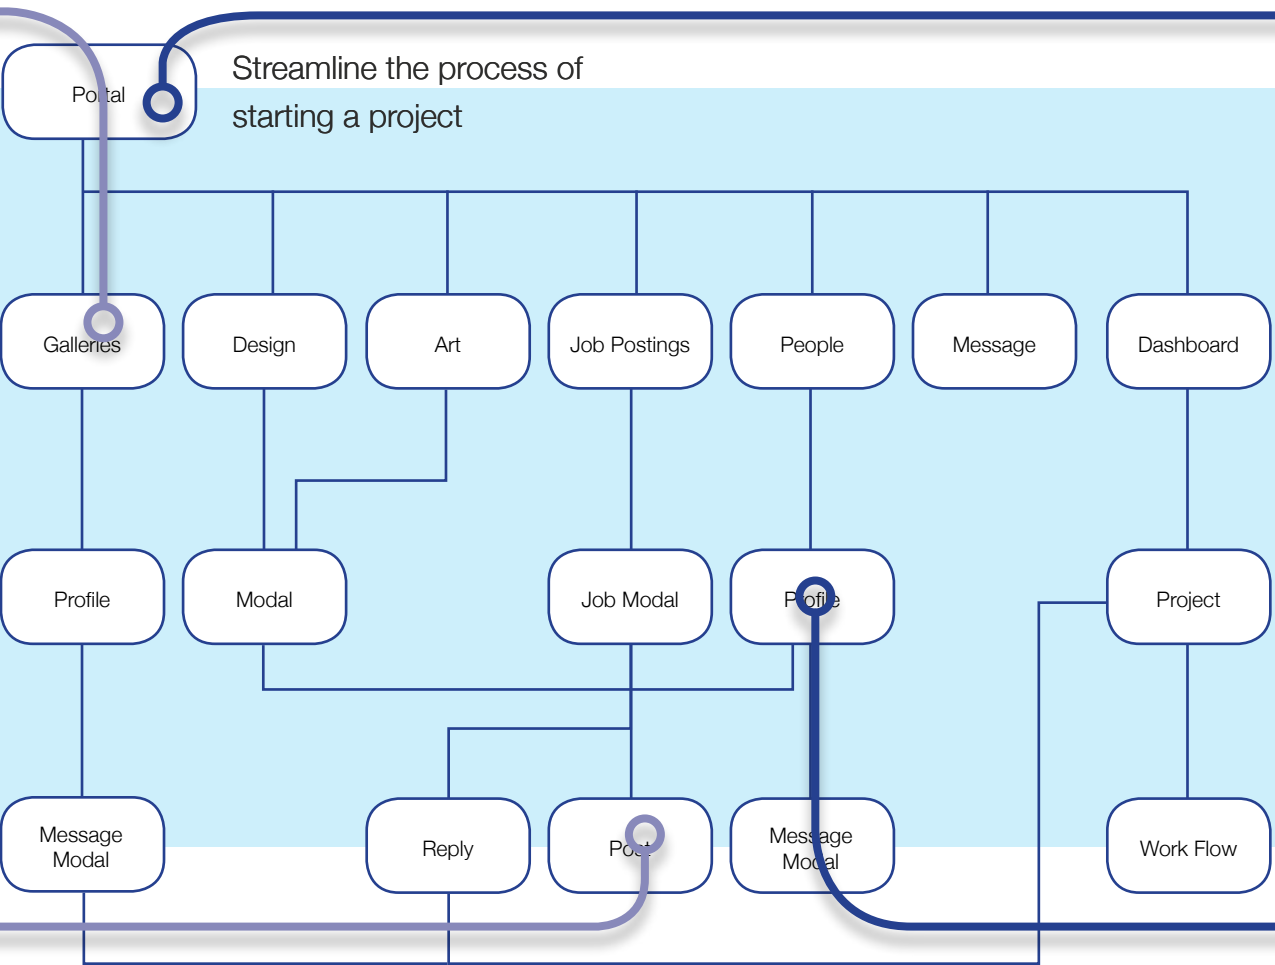 Streamline the process of
starting a project
Portal
Galleries
Design
Art
Job Postings
People
Message
Dashboard
Profile
Modal
Job Modal
Profile
Project
Message
Modal
Reply
Post
Message
Modal
Work Flow